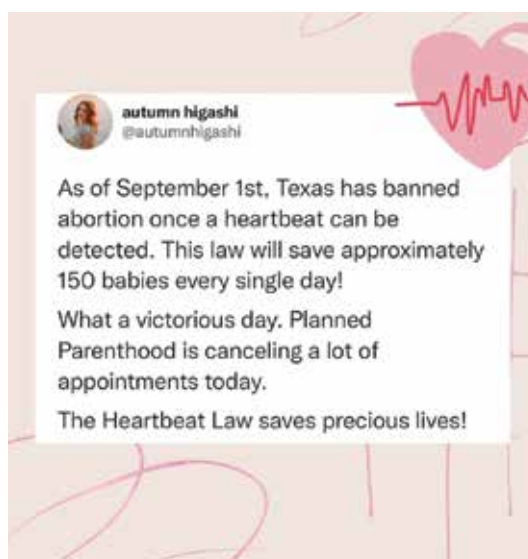 autumn higashi
@autumnhigashi
As of September 1st, Texas has banned
abortion once a heartbeat can be
detected. This law will save approximately
150 babies every single day!
What a victorious day. Planned
Parenthood is canceling a lot of
appointments today.
The Heartbeat Law saves precious lives!